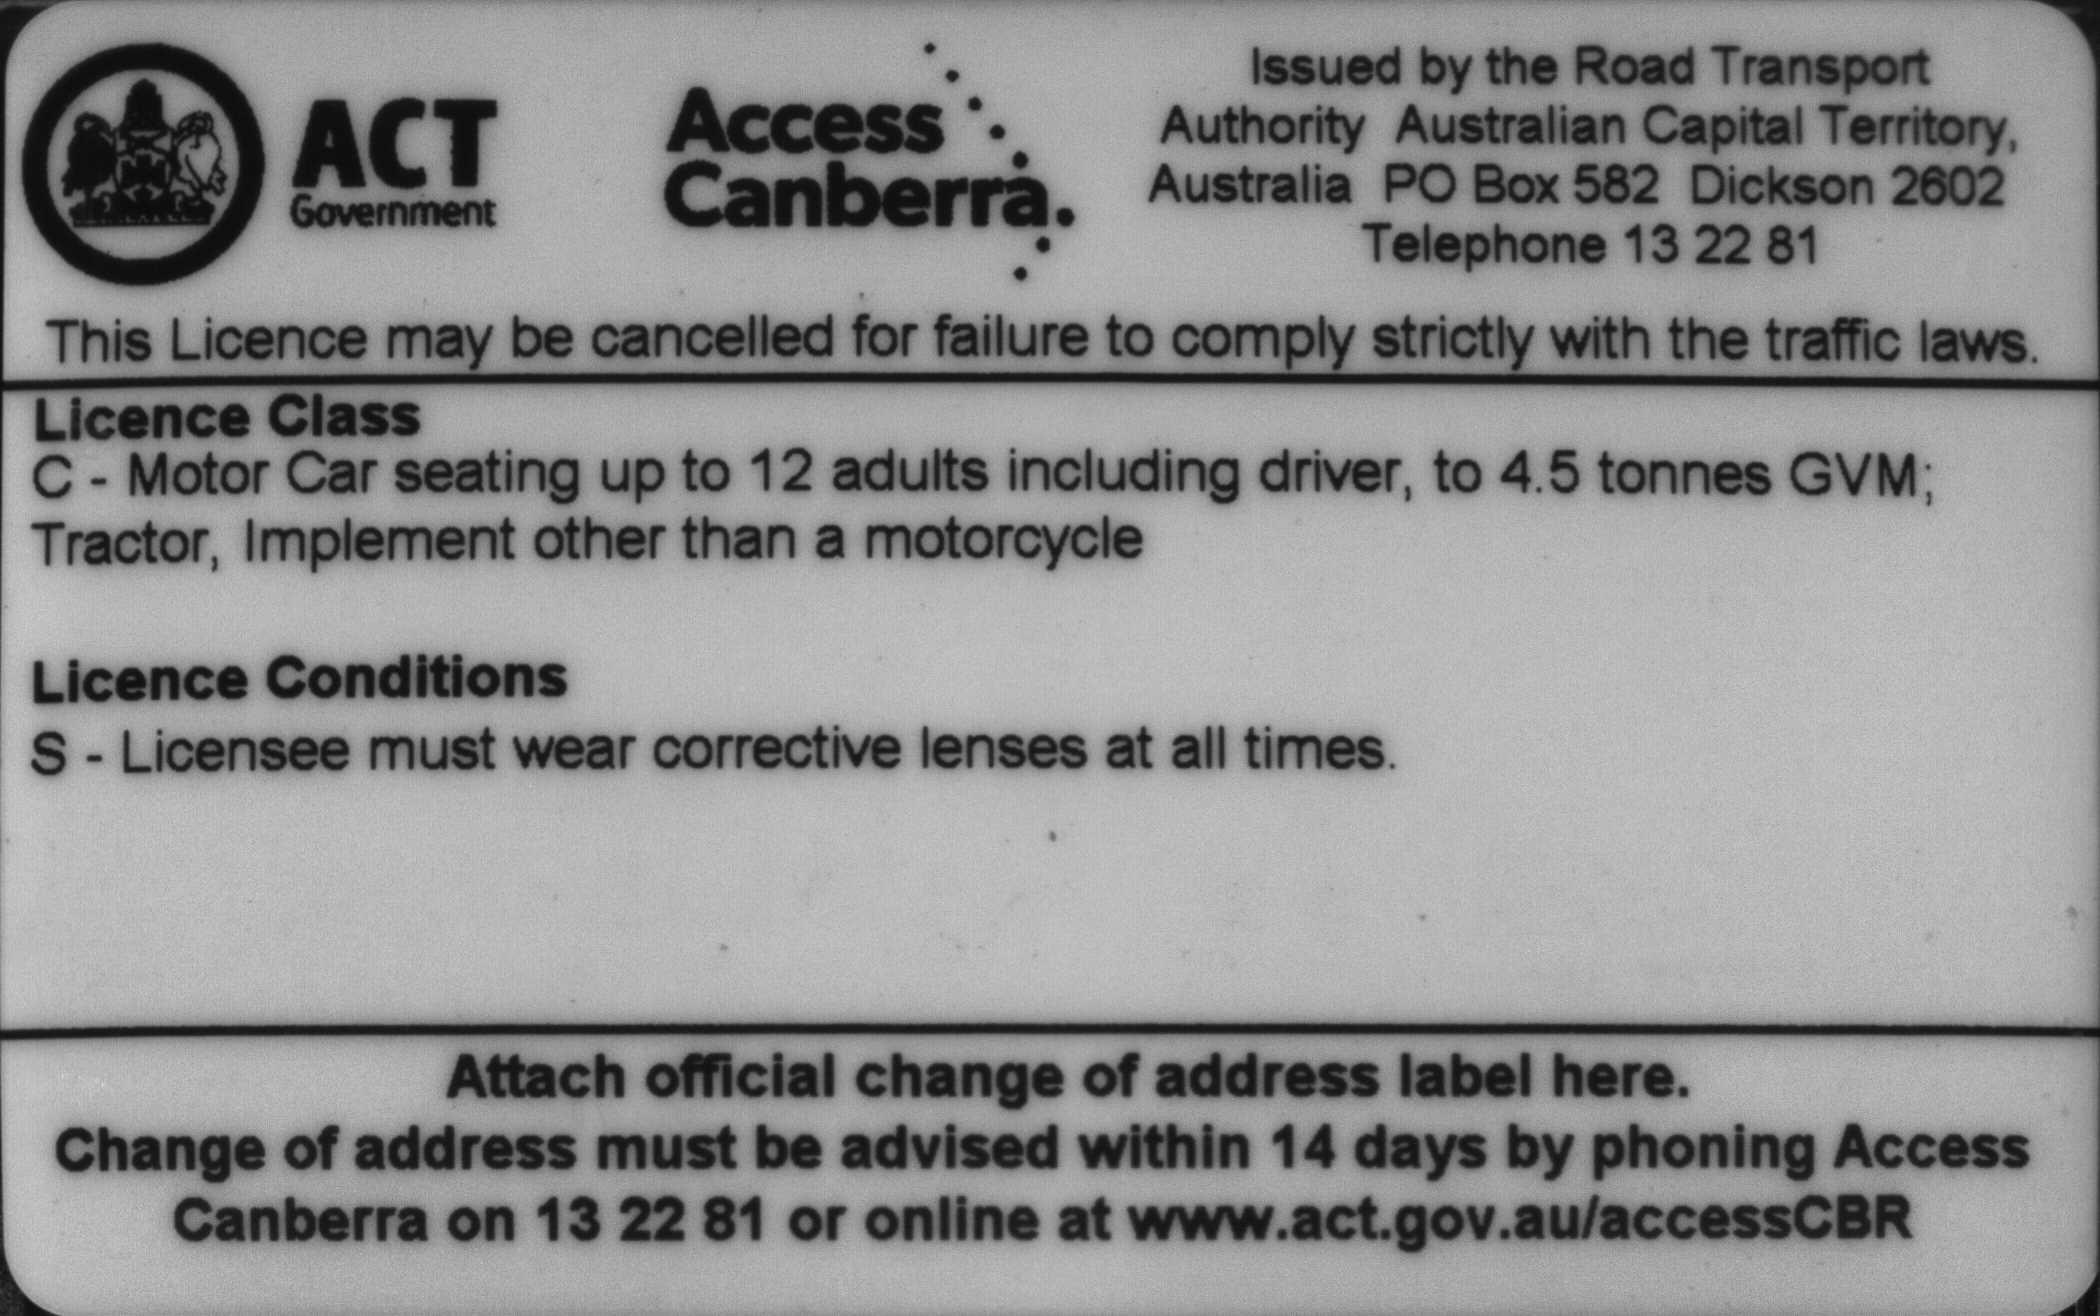 ACT
Government
Access
Canberra.
Issued by the Road Transport
Authority Australian Capital Territory,
Australia PO Box 582 Dickson 2602
Telephone 13 22 81
This Licence may be cancelled for failure to comply strictly with the traffic laws.
Licence Class
C - Motor Car seating up to 12 adults including driver, to 4.5 tonnes GVM;
Tractor, Implement other than a motorcycle
Licence Conditions
S - Licensee must wear corrective lenses at all times.
Attach official change of address label here.
Change of address must be advised within 14 days by phoning Access
Canberra on 13 22 81 or online at www.act.gov.au/accessCBR